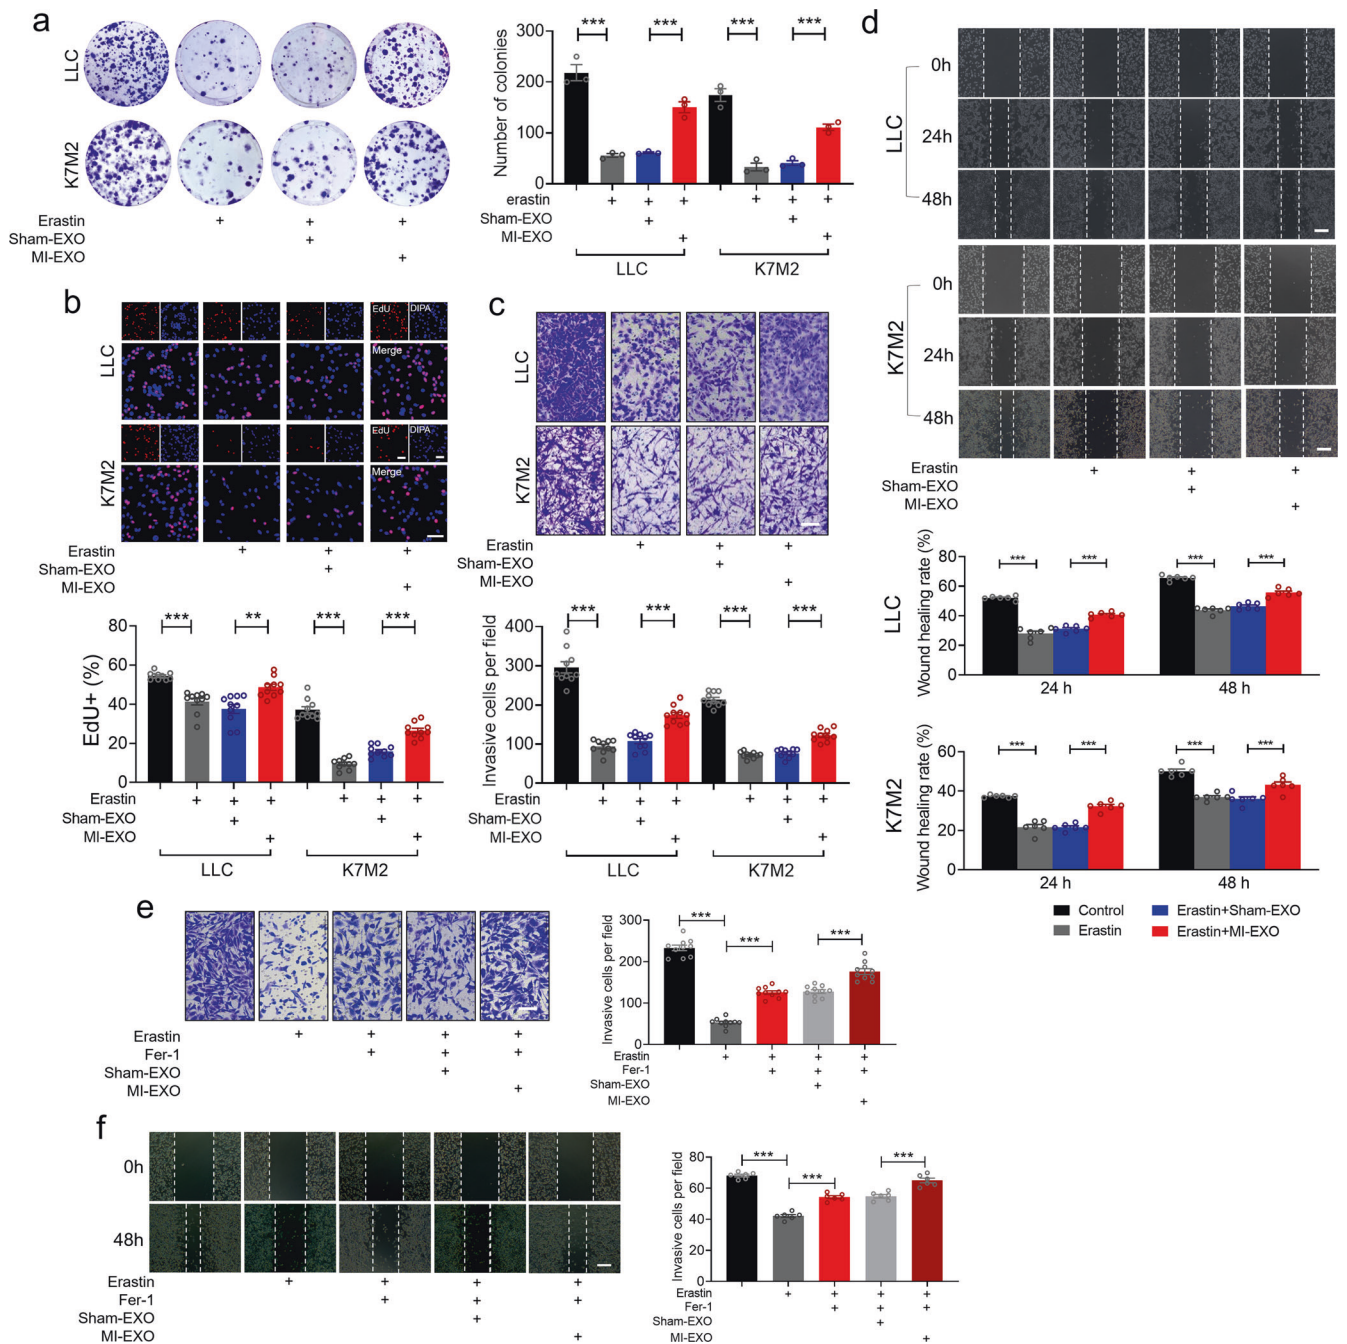 a
LLC
K7M2
Erastin + + +
Sham-EXO +
MI-EXO +
Number of colonies
300
200
100
0
*** *** *** ***
erastin + + + + + +
Sham-EXO + +
MI-EXO + +
LLC K7M2
d
LLC
0h
24h
48h
K7M2
0h
24h
48h
Erastin + + +
Sham-EXO +
MI-EXO +
LLC
Wound healing rate (%)
80
60
40
20
0
*** *** *** ***
24 h 48 h
K7M2
Wound healing rate (%)
60
40
20
0
*** *** *** ***
24 h 48 h
Control
Erastin
Erastin+Sham-EXO
Erastin+MI-EXO
b
LLC
EdU DIPA
Merge
K7M2
EdU DIPA
Merge
Erastin + + +
Sham-EXO +
MI-EXO +
EdU+ (%)
80
60
40
20
0
*** ** *** ***
Erastin + + + + + +
Sham-EXO + +
MI-EXO + +
LLC K7M2
c
LLC
K7M2
Erastin + + +
Sham-EXO +
MI-EXO +
Invasive cells per field
400
300
200
100
0
*** *** *** ***
Erastin + + + + + +
Sham-EXO + +
MI-EXO + +
LLC K7M2
e
Erastin + + + +
Fer-1 + + +
Sham-EXO +
MI-EXO +
Invasive cells per field
300
200
100
0
*** *** ***
Erastin + + + +
Fer-1 + + +
Sham-EXO +
MI-EXO +
f
0h
48h
Erastin + + + +
Fer-1 + + +
Sham-EXO +
MI-EXO +
Invasive cells per field
80
60
40
20
0
*** *** ***
Erastin + + + +
Fer-1 + + +
Sham-EXO +
MI-EXO +